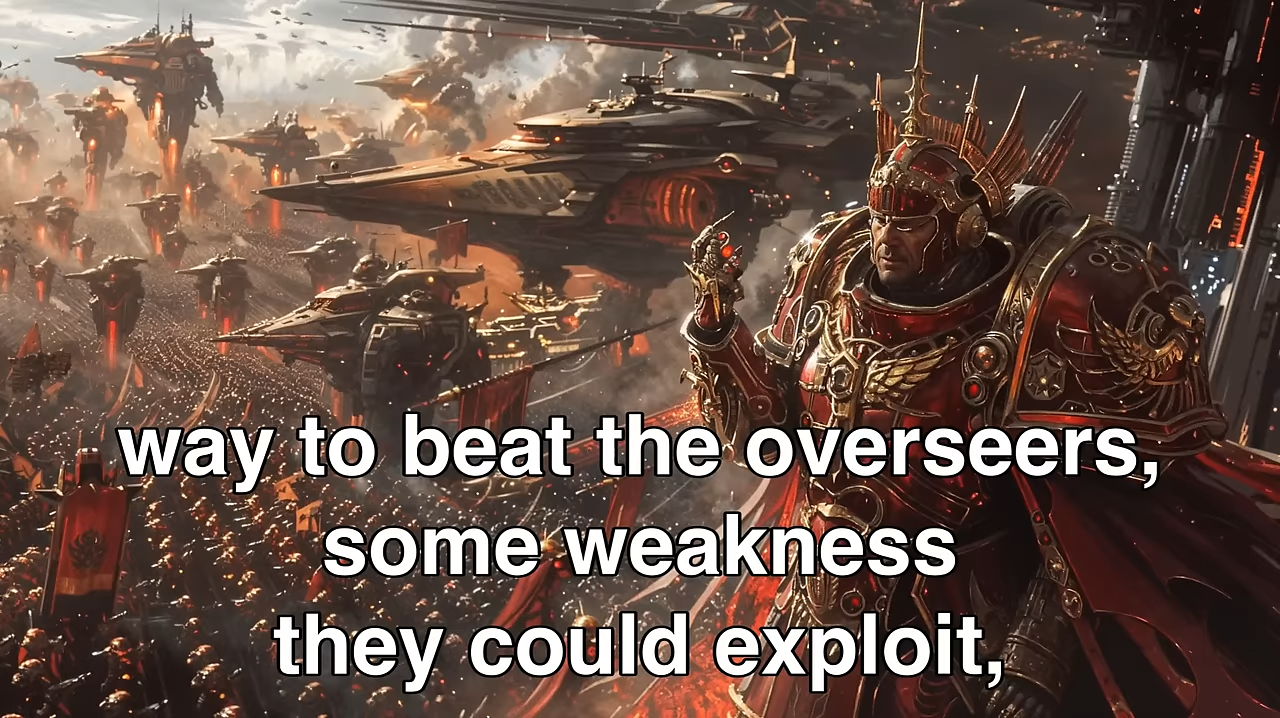 way to beat the overseers,
some weakness
they could exploit,